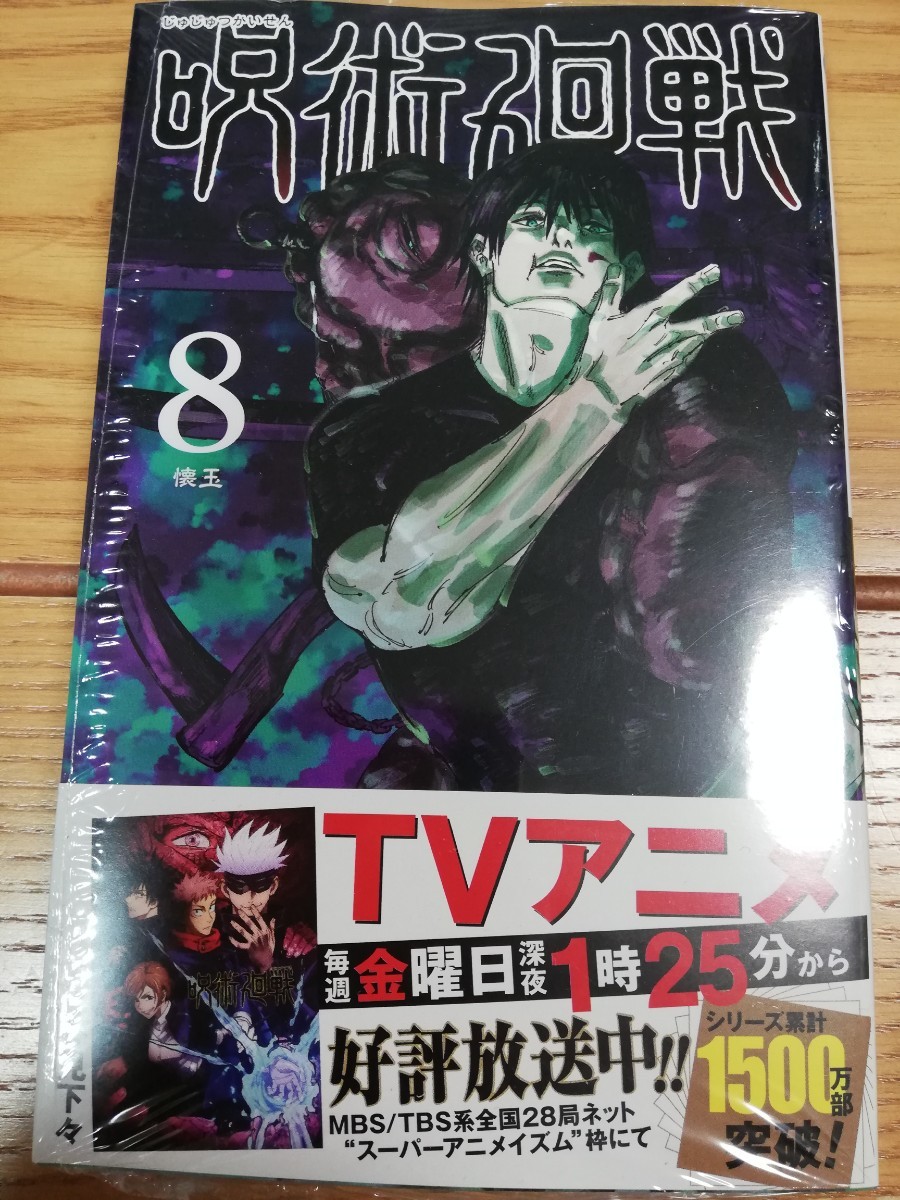 じゅじゅつかいせん
呪術廻戦
8
懐玉
TVアニメ
毎週金曜日深夜1時25分から
好評放送中!!
MBS/TBS系全国28局ネット
“スーパーアニメイズム”枠にて
シリーズ累計
1500万部
突破!
呪術廻戦
下々